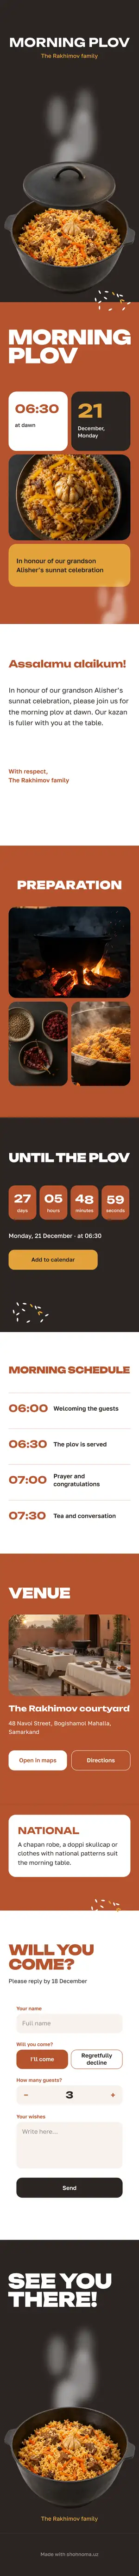 MORNING PLOV
The Rakhimov family
MORNING
PLOV
06:30
at dawn
21
December,
Monday
In honour of our grandson
Alisher's sunnat celebration
Assalamu alaikum!
In honour of our grandson Alisher's
sunnat celebration, please join us for
the morning plov at dawn. Our kazan
is fuller with you at the table.
With respect,
The Rakhimov family
PREPARATION
UNTIL THE PLOV
27
days
05
hours
48
minutes
59
seconds
Monday, 21 December · at 06:30
Add to calendar
MORNING SCHEDULE
06:00 Welcoming the guests
06:30 The plov is served
07:00 Prayer and
congratulations
07:30 Tea and conversation
VENUE
The Rakhimov courtyard
48 Navoi Street, Bogishamol Mahalla,
Samarkand
Open in maps
Directions
NATIONAL
A chapan robe, a doppi skullcap or
clothes with national patterns suit
the morning table.
WILL YOU
COME?
Please reply by 18 December
Your name
Full name
Will you come?
I'll come
Regretfully
decline
How many guests?
− 3 +
Your wishes
Write here...
Send
SEE YOU
THERE!
The Rakhimov family
Made with shohnoma.uz